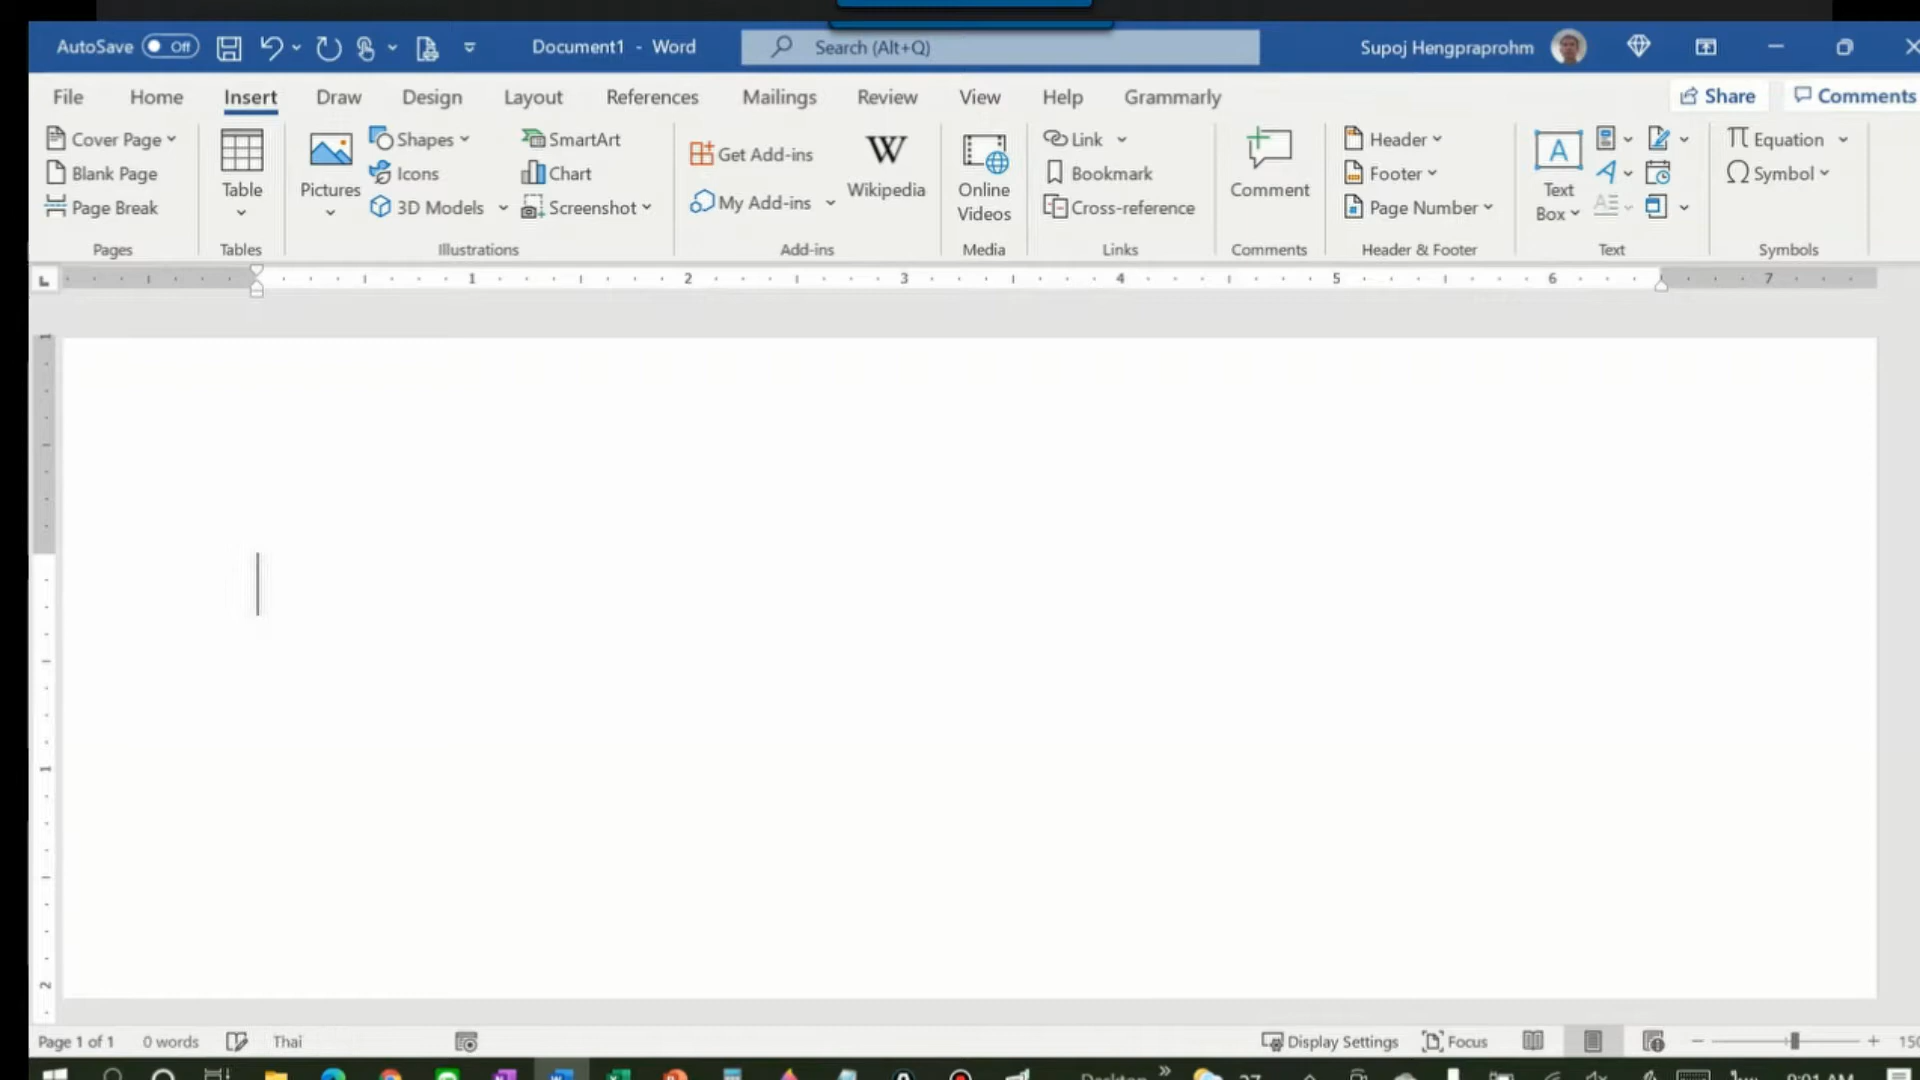 AutoSave Off Document1 - Word Search (Alt+Q) Supoj Hengpraprohm
File Home Insert Draw Design Layout References Mailings Review View Help Grammarly Share Comments
Cover Page
Blank Page
Page Break
Pages
Table
Tables
Pictures
Shapes
Icons
3D Models
SmartArt
Chart
Screenshot
Illustrations
Get Add-ins
My Add-ins
W
Wikipedia
Add-ins
Online
Videos
Media
Link
Bookmark
Cross-reference
Links
Comment
Comments
Header
Footer
Page Number
Header & Footer
A
Text
Box
Text
Equation
Symbol
Symbols
1 2 3 4 5 6 7
1
2
Page 1 of 1 0 words Thai Display Settings Focus